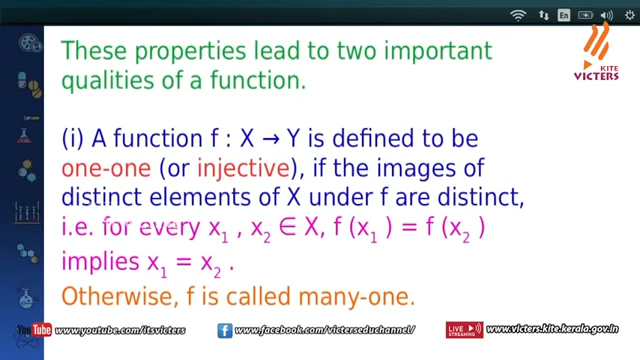 En
KITE
VICTERS
These properties lead to two important
qualities of a function.
(i) A function f : X → Y is defined to be
one-one (or injective), if the images of
distinct elements of X under f are distinct,
i.e. for every x₁ , x₂ ∈ X, f (x₁ ) = f (x₂ )
implies x₁ = x₂ .
Otherwise, f is called many-one.
YouTube www.youtube.com/itsvicters f www.facebook.com/victerseduchannel/ LIVE STREAMING www.victers.kite.kerala.gov.in